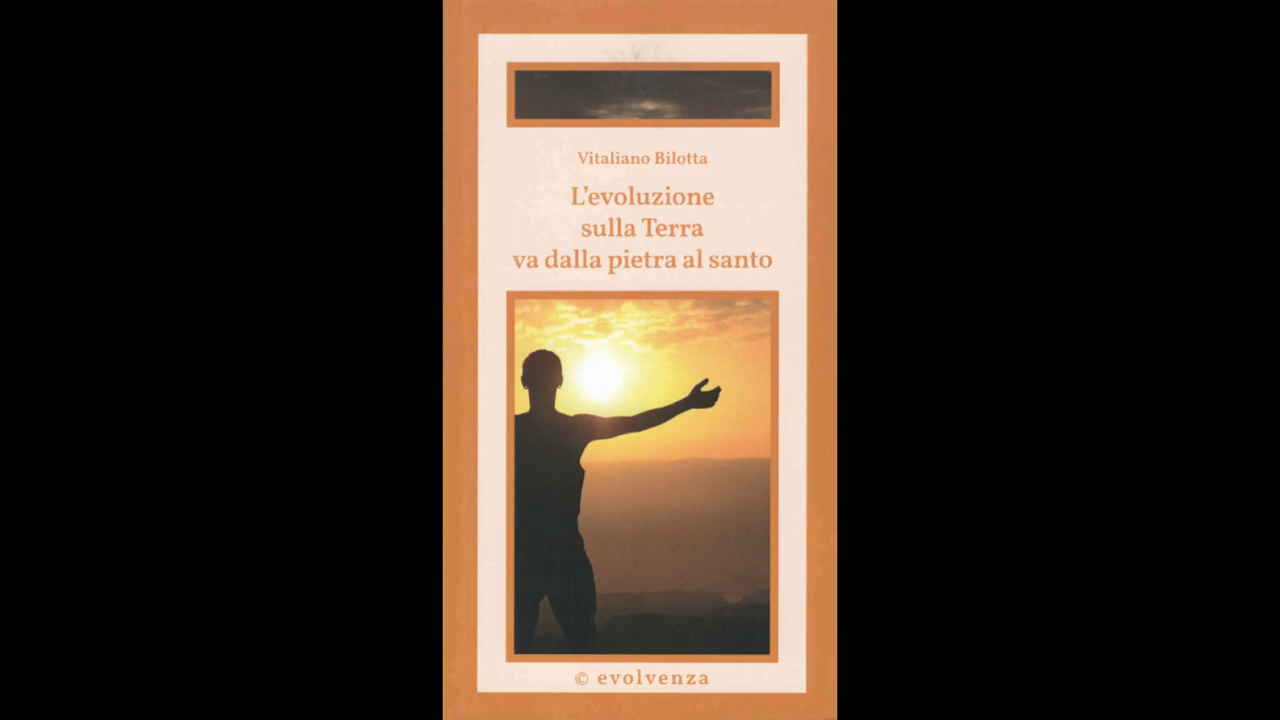 Vitaliano Bilotta
L’evoluzione
sulla Terra
va dalla pietra al santo
© evolvenza